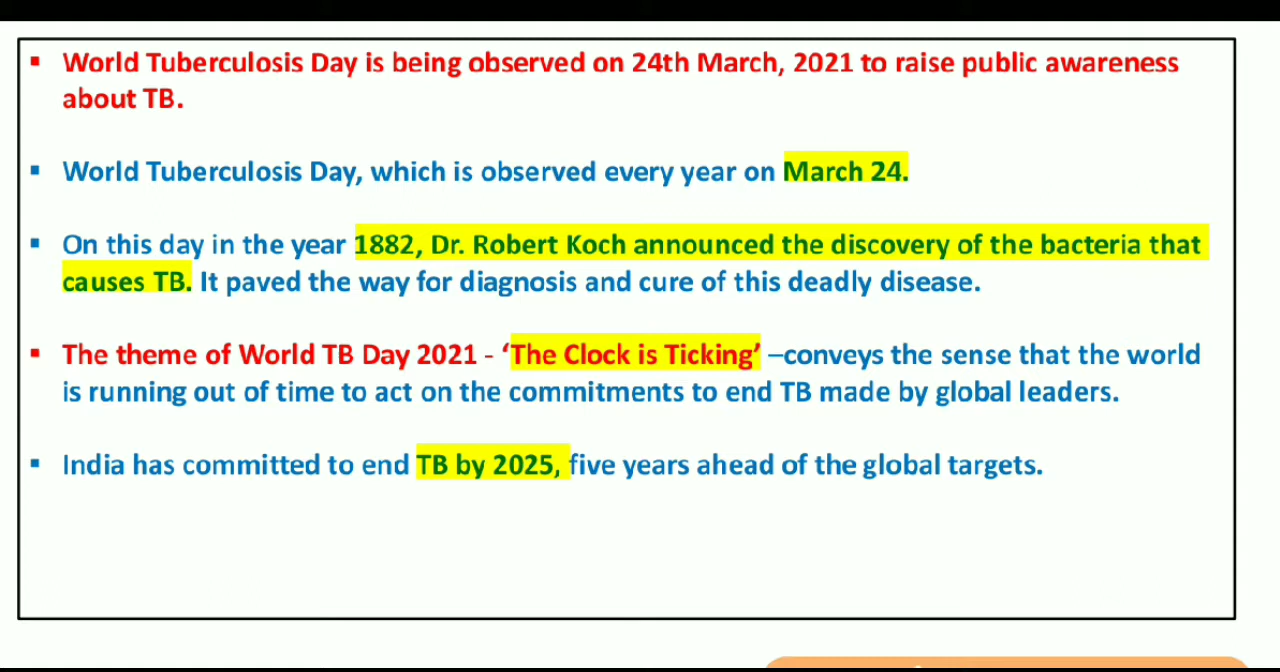 ▪ World Tuberculosis Day is being observed on 24th March, 2021 to raise public awareness
about TB.
▪ World Tuberculosis Day, which is observed every year on March 24.
▪ On this day in the year 1882, Dr. Robert Koch announced the discovery of the bacteria that
causes TB. It paved the way for diagnosis and cure of this deadly disease.
▪ The theme of World TB Day 2021 - ‘The Clock is Ticking’ –conveys the sense that the world
is running out of time to act on the commitments to end TB made by global leaders.
▪ India has committed to end TB by 2025, five years ahead of the global targets.